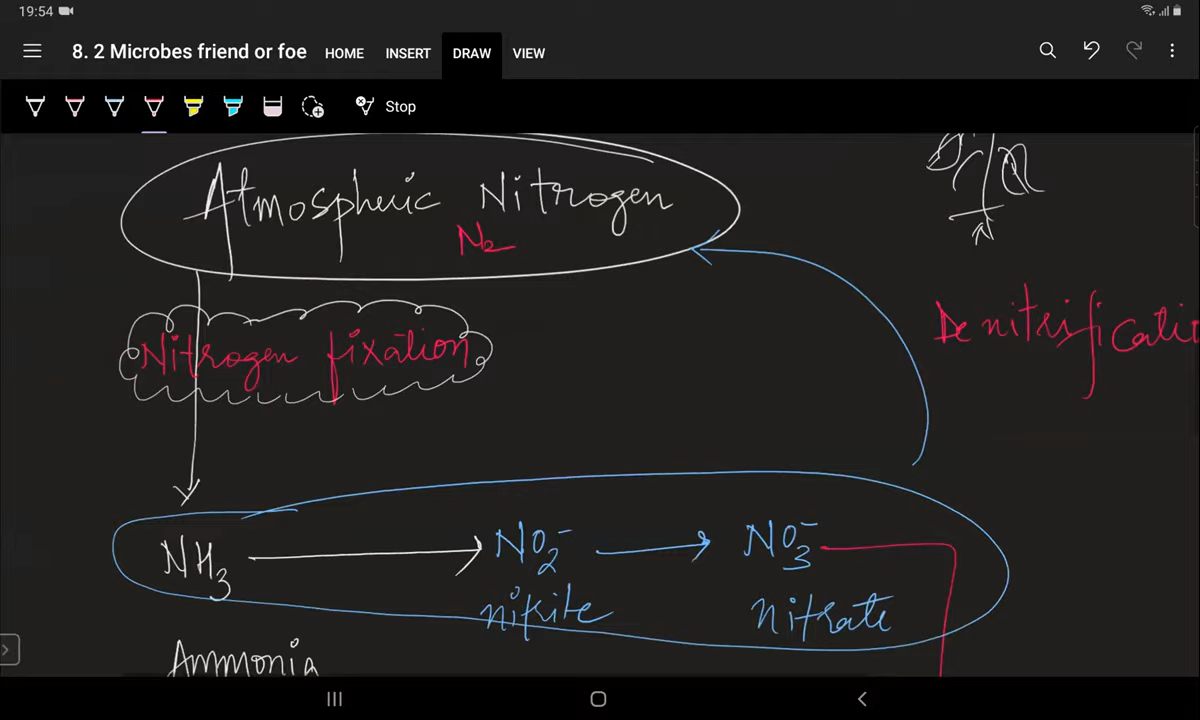 19:54
8. 2 Microbes friend or foe HOME INSERT DRAW VIEW
Stop
Atmospheric Nitrogen
N2
Nitrogen fixation
Denitrificati
NH3 NO2- NO3-
nitrite nitrate
Ammonia